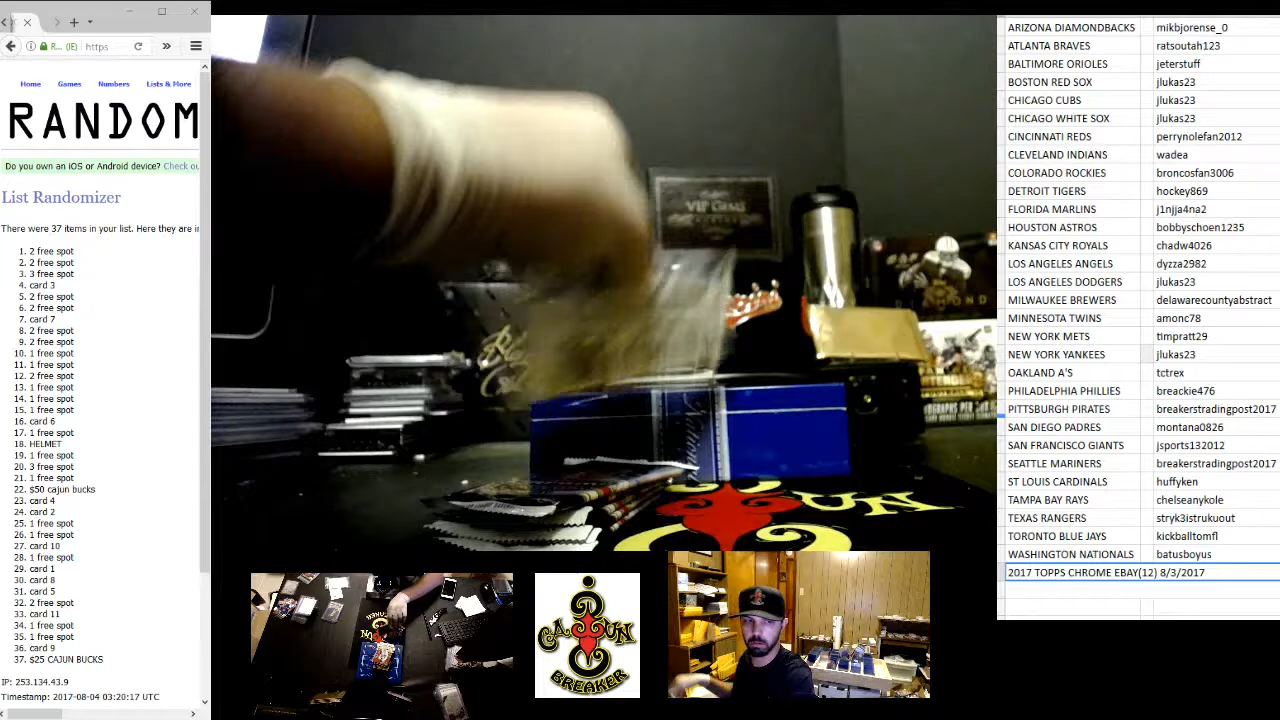 R... (IE) https
Home Games Numbers Lists & More
RANDOM
Do you own an iOS or Android device? Check ou
List Randomizer
There were 37 items in your list. Here they are i
1. 2 free spot
2. 2 free spot
3. 3 free spot
4. card 3
5. 2 free spot
6. 2 free spot
7. card 7
8. 2 free spot
9. 2 free spot
10. 1 free spot
11. 1 free spot
12. 2 free spot
13. 1 free spot
14. 1 free spot
15. 1 free spot
16. card 6
17. 1 free spot
18. HELMET
19. 1 free spot
20. 3 free spot
21. 1 free spot
22. $50 cajun bucks
23. card 4
24. card 2
25. 1 free spot
26. 1 free spot
27. card 10
28. 1 free spot
29. card 1
30. card 8
31. card 5
32. 2 free spot
33. card 11
34. 1 free spot
35. 1 free spot
36. card 9
37. $25 CAJUN BUCKS
IP: 253.134.43.9
Timestamp: 2017-08-04 03:20:17 UTC
VIP GEMS
DIAMOND
UN
CAJUN
BREAKER
ARIZONA DIAMONDBACKS mikbjorense_0
ATLANTA BRAVES ratsoutah123
BALTIMORE ORIOLES jeterstuff
BOSTON RED SOX jlukas23
CHICAGO CUBS jlukas23
CHICAGO WHITE SOX jlukas23
CINCINNATI REDS perrynolefan2012
CLEVELAND INDIANS wadea
COLORADO ROCKIES broncosfan3006
DETROIT TIGERS hockey869
FLORIDA MARLINS j1njja4na2
HOUSTON ASTROS bobbyschoen1235
KANSAS CITY ROYALS chadw4026
LOS ANGELES ANGELS dyzza2982
LOS ANGELES DODGERS jlukas23
MILWAUKEE BREWERS delawarecountyabstract
MINNESOTA TWINS amonc78
NEW YORK METS timpratt29
NEW YORK YANKEES jlukas23
OAKLAND A'S tctrex
PHILADELPHIA PHILLIES breackie476
PITTSBURGH PIRATES breakerstradingpost2017
SAN DIEGO PADRES montana0826
SAN FRANCISCO GIANTS jsports132012
SEATTLE MARINERS breakerstradingpost2017
ST LOUIS CARDINALS huffyken
TAMPA BAY RAYS chelseanykole
TEXAS RANGERS stryk3istrukuout
TORONTO BLUE JAYS kickballtomfl
WASHINGTON NATIONALS batusboyus
2017 TOPPS CHROME EBAY(12) 8/3/2017